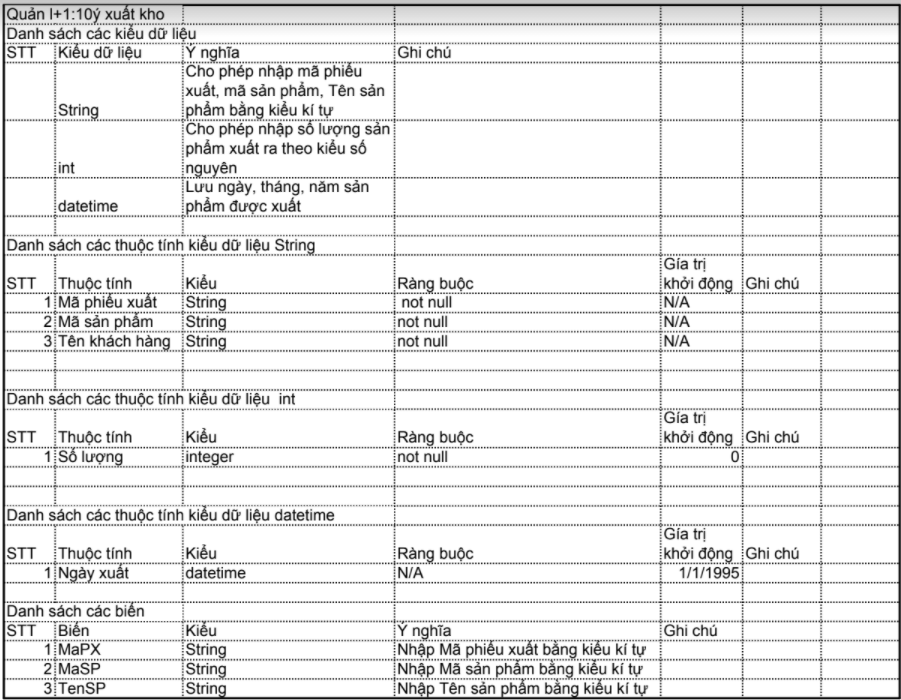 Quản l+1:10ý xuất kho
Danh sách các kiểu dữ liệu
STT Kiểu dữ liệu Ý nghĩa Ghi chú
Cho phép nhập mã phiếu
xuất, mã sản phẩm, Tên sản
String phẩm bằng kiểu kí tự
Cho phép nhập số lượng sản
phẩm xuất ra theo kiểu số
int nguyên
Lưu ngày, tháng, năm sản
datetime phẩm được xuất
Danh sách các thuộc tính kiểu dữ liệu String
Gía trị
STT Thuộc tính Kiểu Ràng buộc khởi động Ghi chú
1 Mã phiếu xuất String not null N/A
2 Mã sản phẩm String not null N/A
3 Tên khách hàng String not null N/A
Danh sách các thuộc tính kiểu dữ liệu int
Gía trị
STT Thuộc tính Kiểu Ràng buộc khởi động Ghi chú
1 Số lượng integer not null 0
Danh sách các thuộc tính kiểu dữ liệu datetime
Gía trị
STT Thuộc tính Kiểu Ràng buộc khởi động Ghi chú
1 Ngày xuất datetime N/A 1/1/1995
Danh sách các biến
STT Biến Kiểu Ý nghĩa Ghi chú
1 MaPX String Nhập Mã phiếu xuất bằng kiểu kí tự
2 MaSP String Nhập Mã sản phẩm bằng kiểu kí tự
3 TenSP String Nhập Tên sản phẩm bằng kiểu kí tự